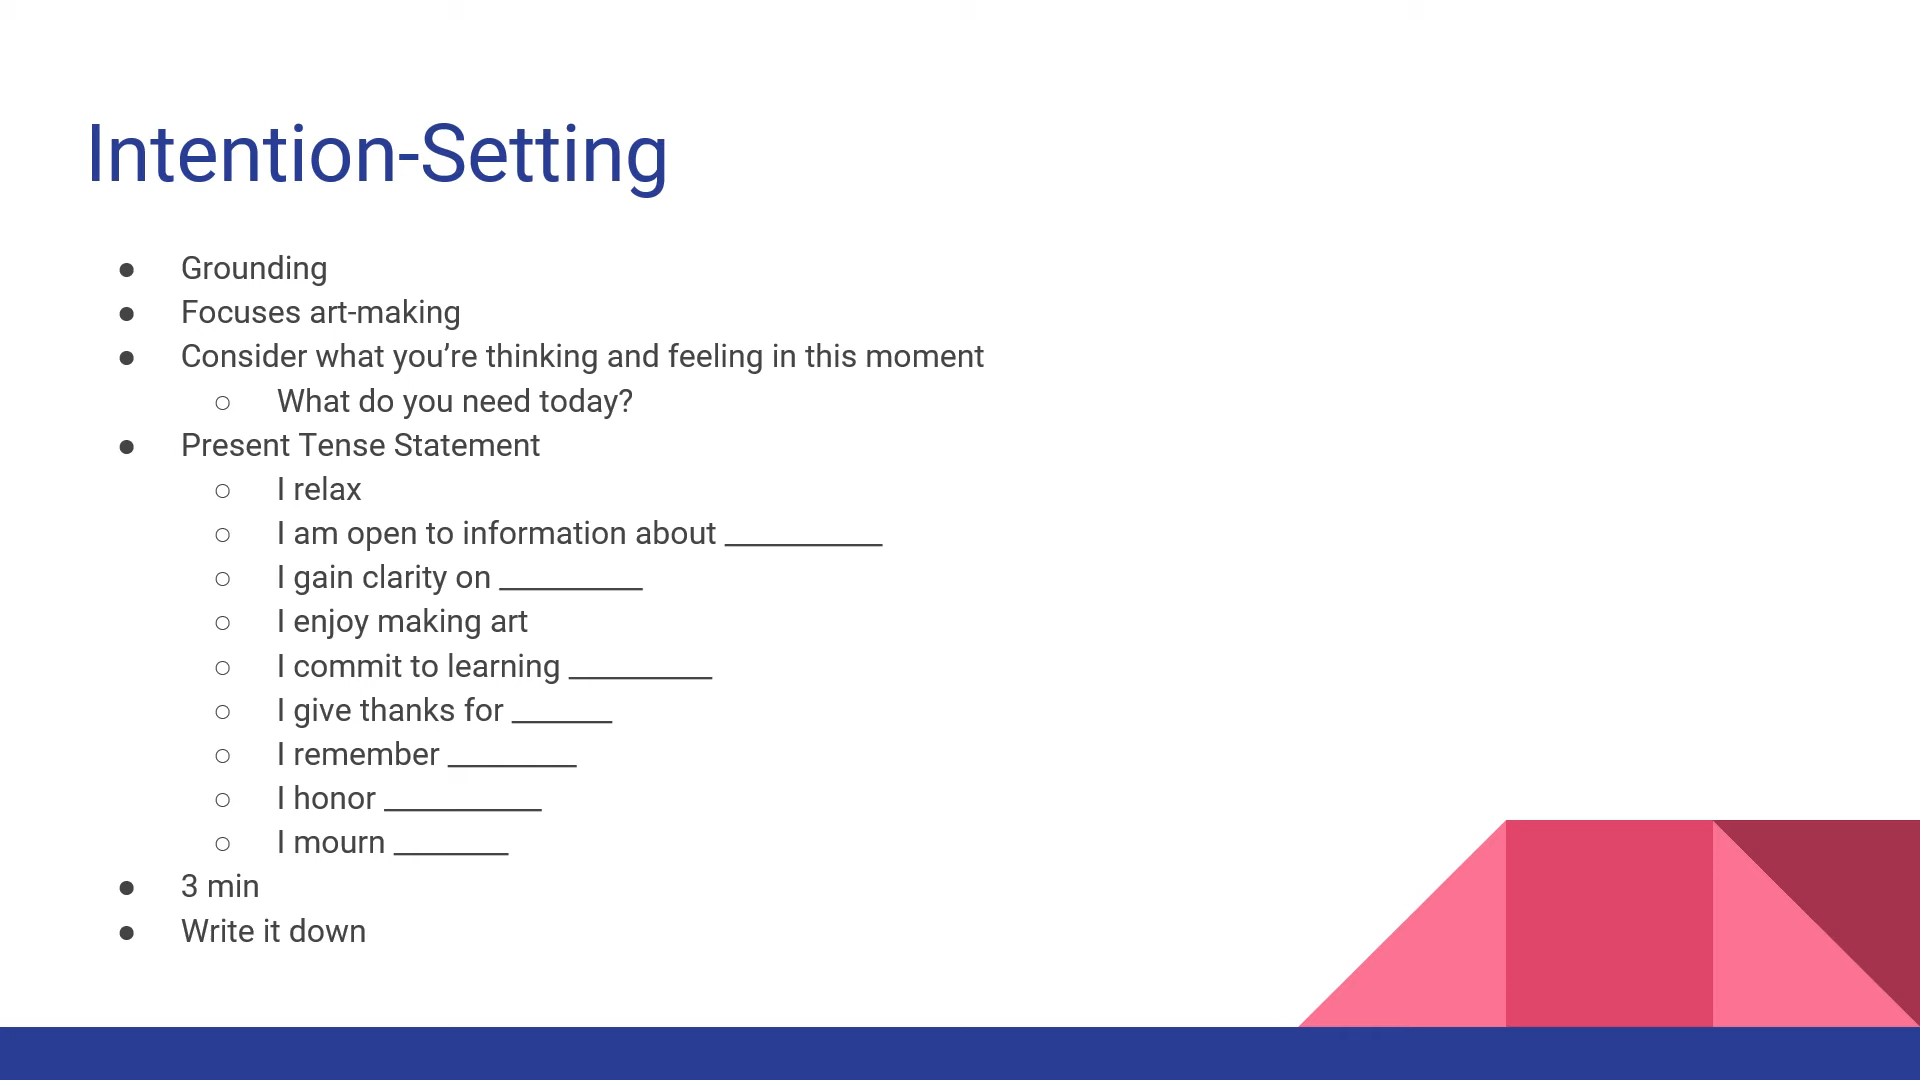 Intention-Setting
● Grounding
● Focuses art-making
● Consider what you’re thinking and feeling in this moment
○ What do you need today?
● Present Tense Statement
○ I relax
○ I am open to information about ___________
○ I gain clarity on __________
○ I enjoy making art
○ I commit to learning __________
○ I give thanks for _______
○ I remember _________
○ I honor ___________
○ I mourn ________
● 3 min
● Write it down